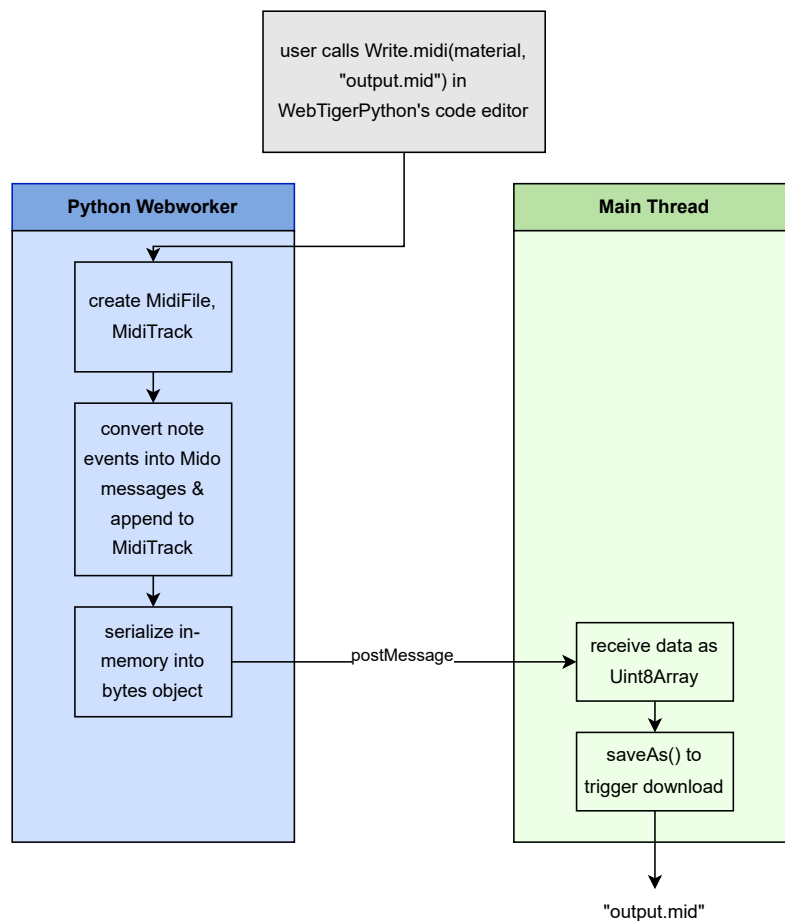 user calls Write.midi(material,
"output.mid") in
WebTigerPython's code editor
Python Webworker
Main Thread
create MidiFile,
MidiTrack
convert note
events into Mido
messages &
append to
MidiTrack
serialize in-
memory into
bytes object
postMessage
receive data as
Uint8Array
saveAs() to
trigger download
"output.mid"